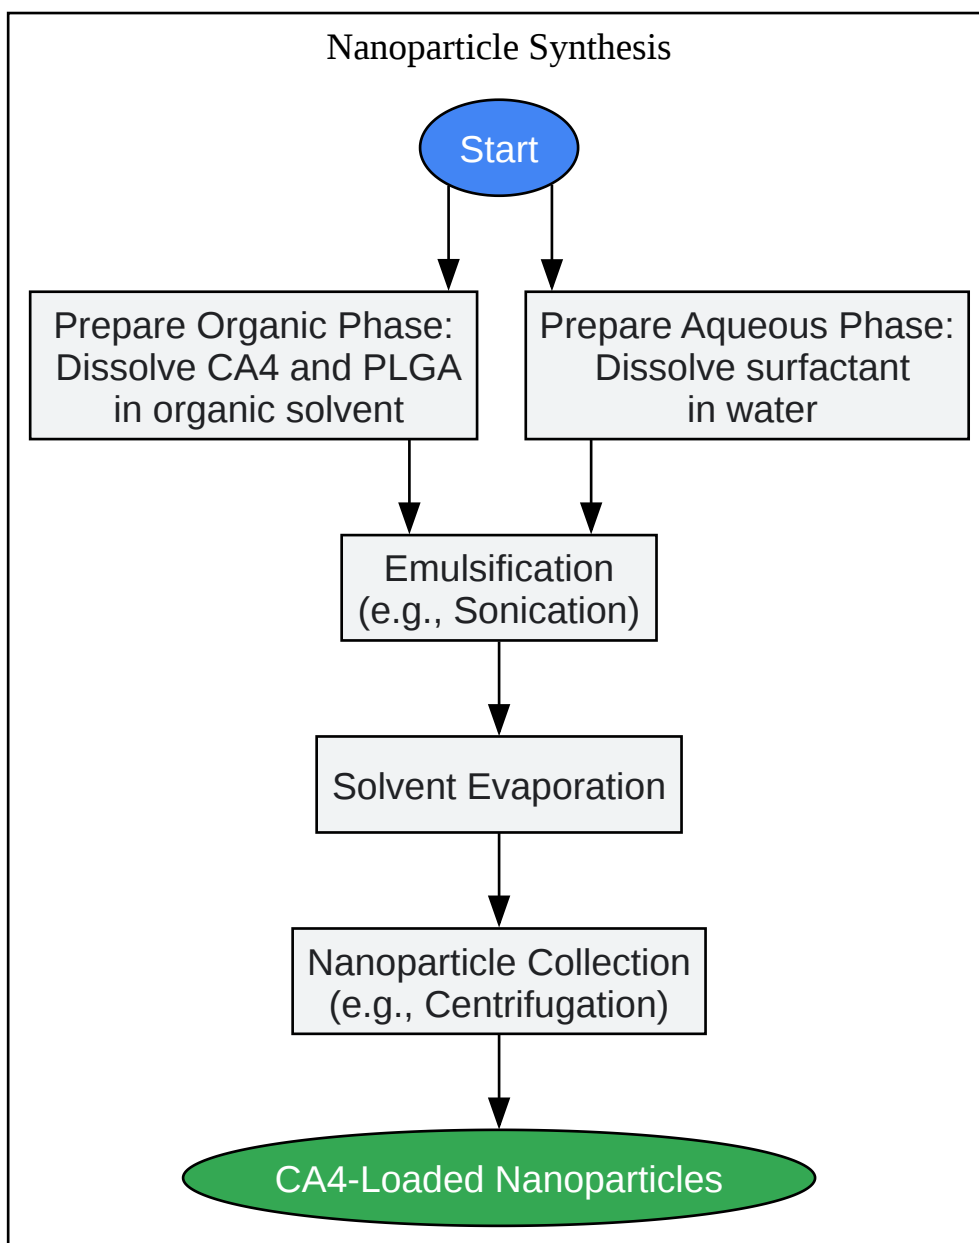 Nanoparticle Synthesis
Start
Prepare Organic Phase:
Dissolve CA4 and PLGA
in organic solvent
Prepare Aqueous Phase:
Dissolve surfactant
in water
Emulsification
(e.g., Sonication)
Solvent Evaporation
Nanoparticle Collection
(e.g., Centrifugation)
CA4-Loaded Nanoparticles